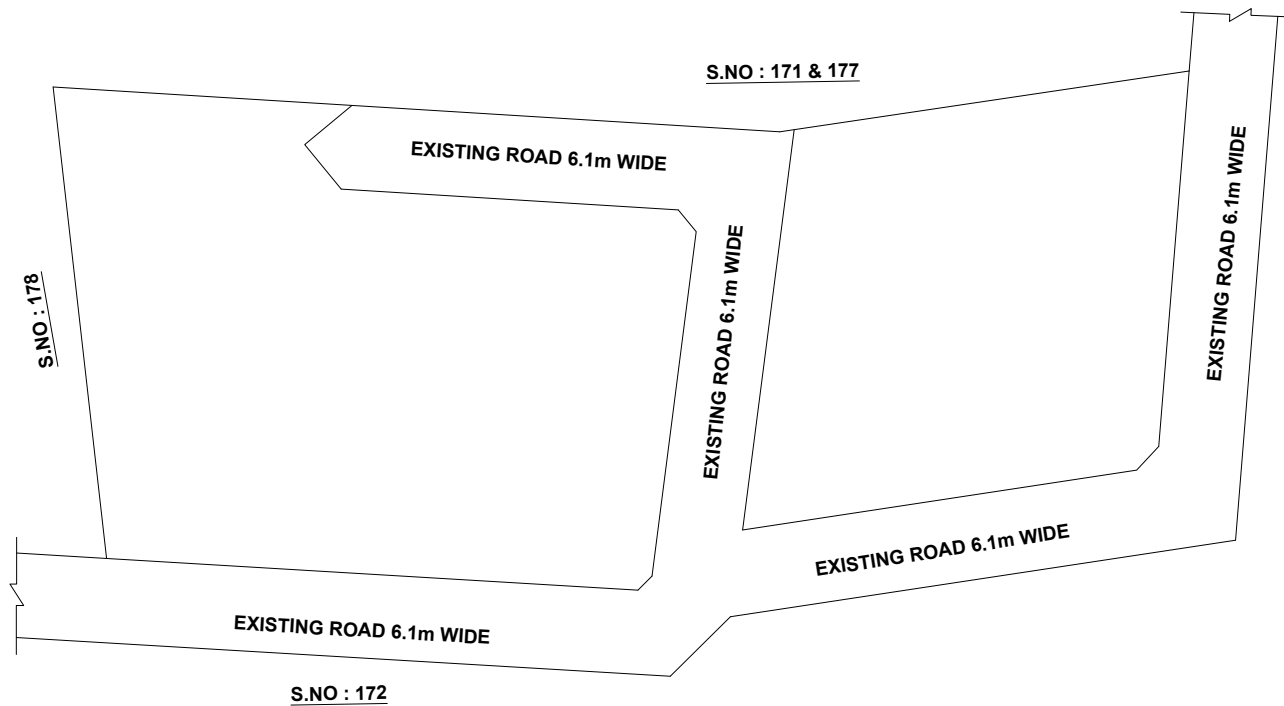 S.NO : 171 & 177
EXISTING ROAD 6.1m WIDE
EXISTING ROAD 6.1m WIDE
S.NO : 178
EXISTING ROAD 6.1m WIDE
EXISTING ROAD 6.1m WIDE
EXISTING ROAD 6.1m WIDE
S.NO : 172